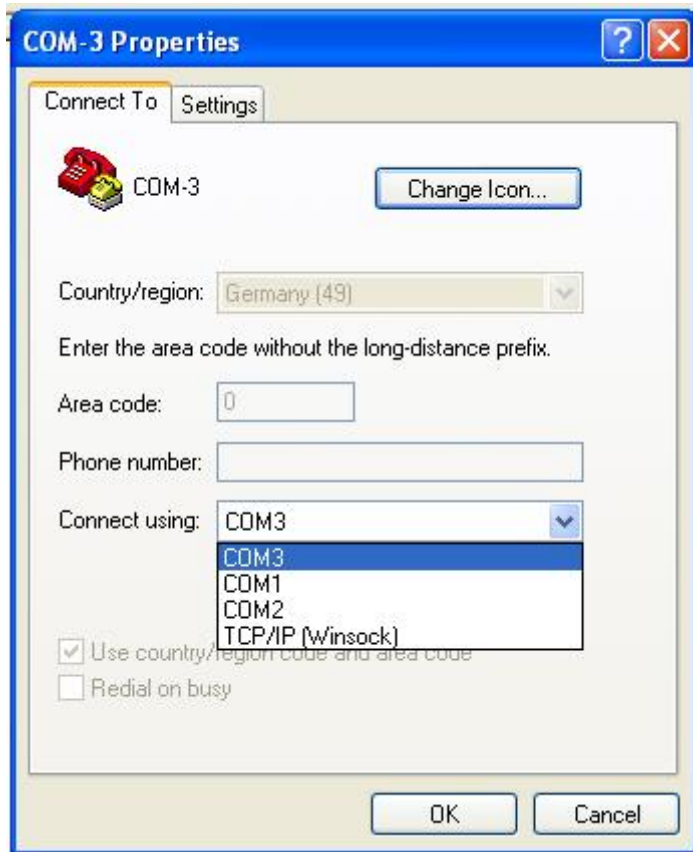 COM-3 Properties
Connect To Settings
COM-3 Change Icon...
Country/region: Germany (49)
Enter the area code without the long-distance prefix.
Area code: 0
Phone number:
Connect using: COM3
COM3
COM1
COM2
TCP/IP (Winsock)
Use country/region code and area code
Redial on busy
OK Cancel